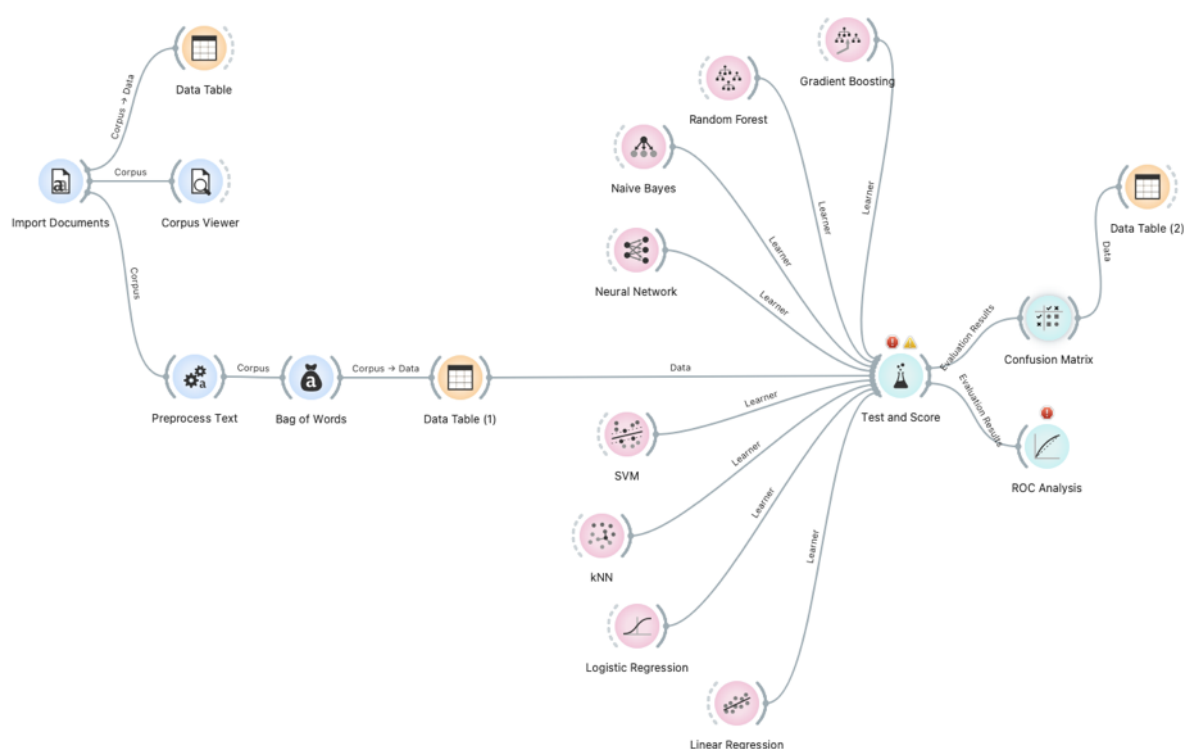 Data Table
Corpus → Data
Import Documents
Corpus
Corpus Viewer
Corpus
Preprocess Text
Corpus
Bag of Words
Corpus → Data
Data Table (1)
Data
Gradient Boosting
Learner
Random Forest
Learner
Naive Bayes
Learner
Neural Network
Learner
SVM
Learner
kNN
Learner
Logistic Regression
Learner
Linear Regression
Learner
Test and Score
Evaluation Results
Confusion Matrix
Data
Data Table (2)
Evaluation Results
ROC Analysis